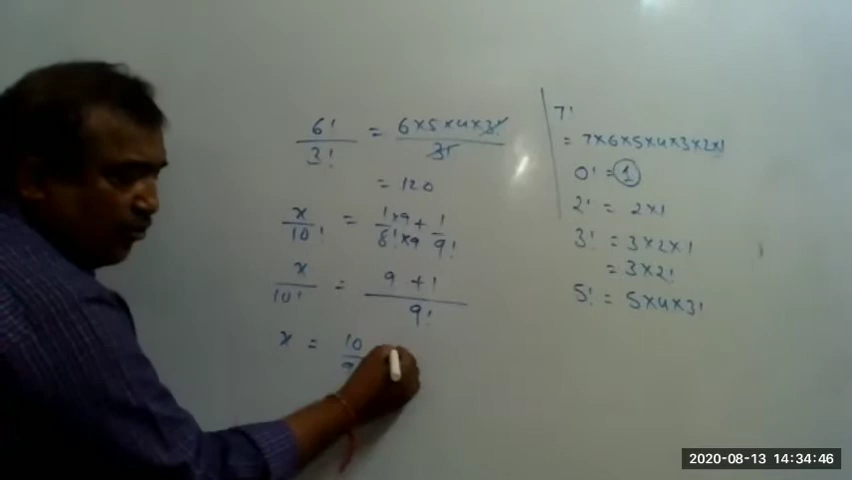 6! / 3! = 6×5×4×3! / 3!
= 120
x / 10! = 1×9 / 8!×9 + 1 / 9!
x / 10! = 9 + 1 / 9!
x = 10
7!
= 7×6×5×4×3×2×1
0! = 1
2! = 2×1
3! = 3×2×1
= 3×2!
5! = 5×4×3!
2020-08-13 14:34:46